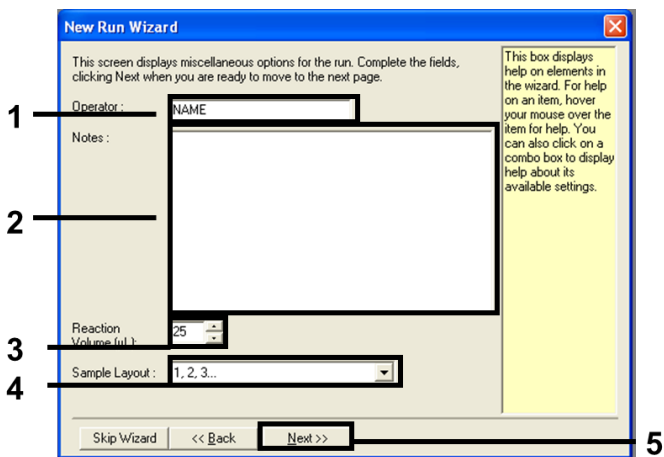 New Run Wizard
This screen displays miscellaneous options for the run. Complete the fields,
clicking Next when you are ready to move to the next page.
This box displays
help on elements in
the wizard. For help
on an item, hover
your mouse over the
item for help. You
can also click on a
combo box to display
help about its
available settings.
1
Operator :
NAME
Notes :
2
Reaction
Volume (µL):
25
3
Sample Layout :
1, 2, 3...
4
Skip Wizard
<< Back
Next >>
5